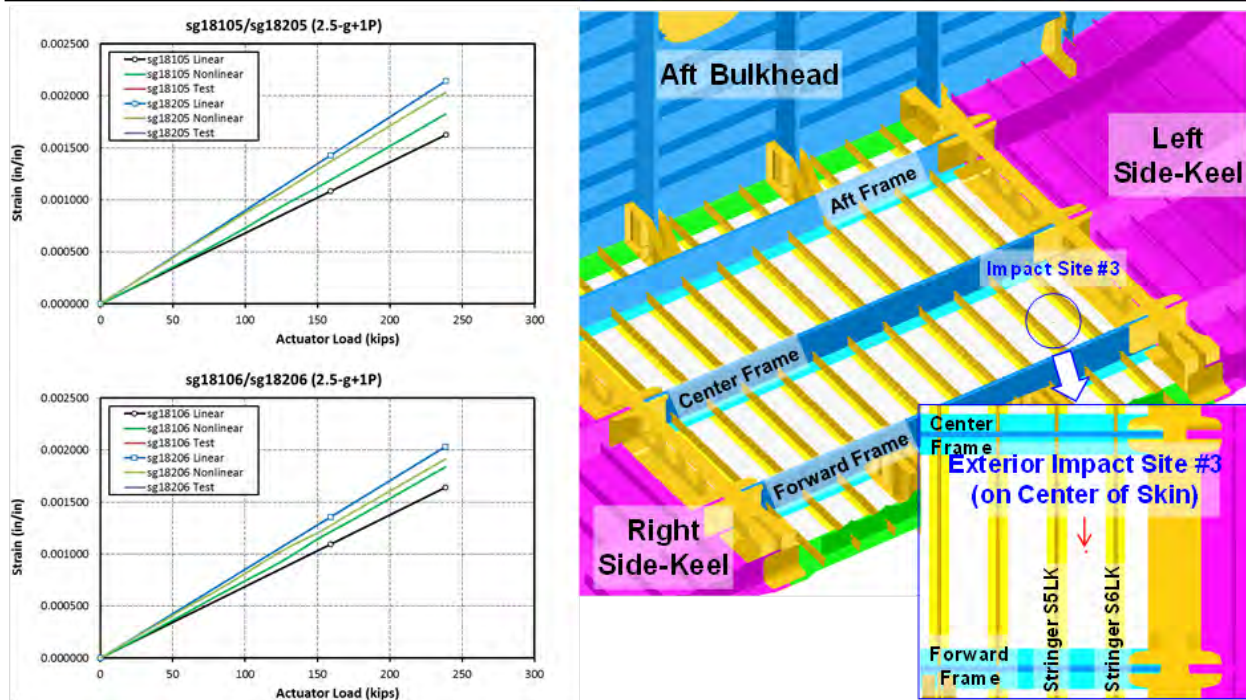 sg18105/sg18205 (2.5-g+1P)
0.002500
0.002000
0.001500
0.001000
0.000500
0.000000
Strain (in/in)
sg18105 Linear
sg18105 Nonlinear
sg18105 Test
sg18205 Linear
sg18205 Nonlinear
sg18205 Test
0 50 100 150 200 250 300
Actuator Load (kips)
sg18106/sg18206 (2.5-g+1P)
0.002500
0.002000
0.001500
0.001000
0.000500
0.000000
Strain (in/in)
sg18106 Linear
sg18106 Nonlinear
sg18106 Test
sg18206 Linear
sg18206 Nonlinear
sg18206 Test
0 50 100 150 200 250 300
Actuator Load (kips)
Aft Bulkhead
Left
Side-Keel
Aft Frame
Impact Site #3
Center Frame
Forward Frame
Right
Side-Keel
Center
Frame
Exterior Impact Site #3
(on Center of Skin)
Stringer S5LK
Stringer S6LK
Forward
Frame